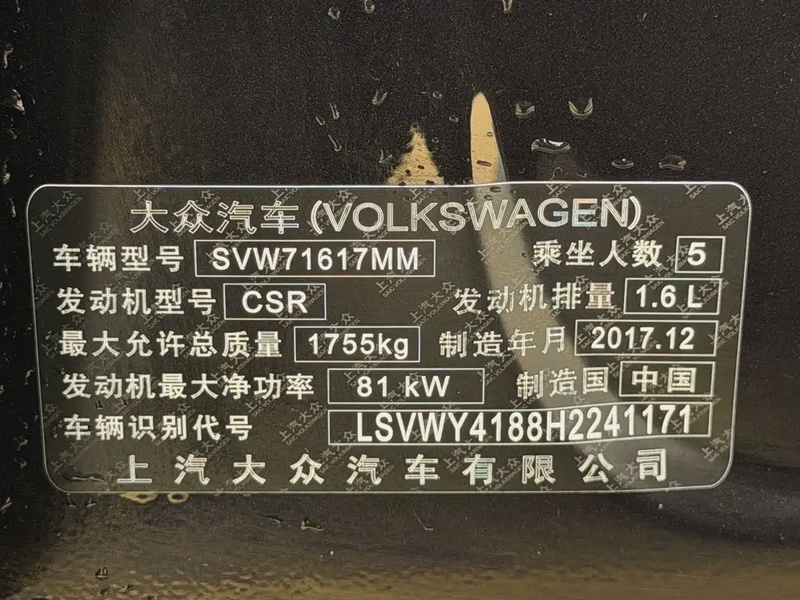 大众汽车(VOLKSWAGEN)
车辆型号 SVW71617MM 乘坐人数 5
发动机型号 CSR 发动机排量 1.6 L
最大允许总质量 1755kg 制造年月 2017.12
发动机最大净功率 81 kW 制造国 中国
车辆识别代号 LSVWY4188H2241171
上汽大众汽车有限公司